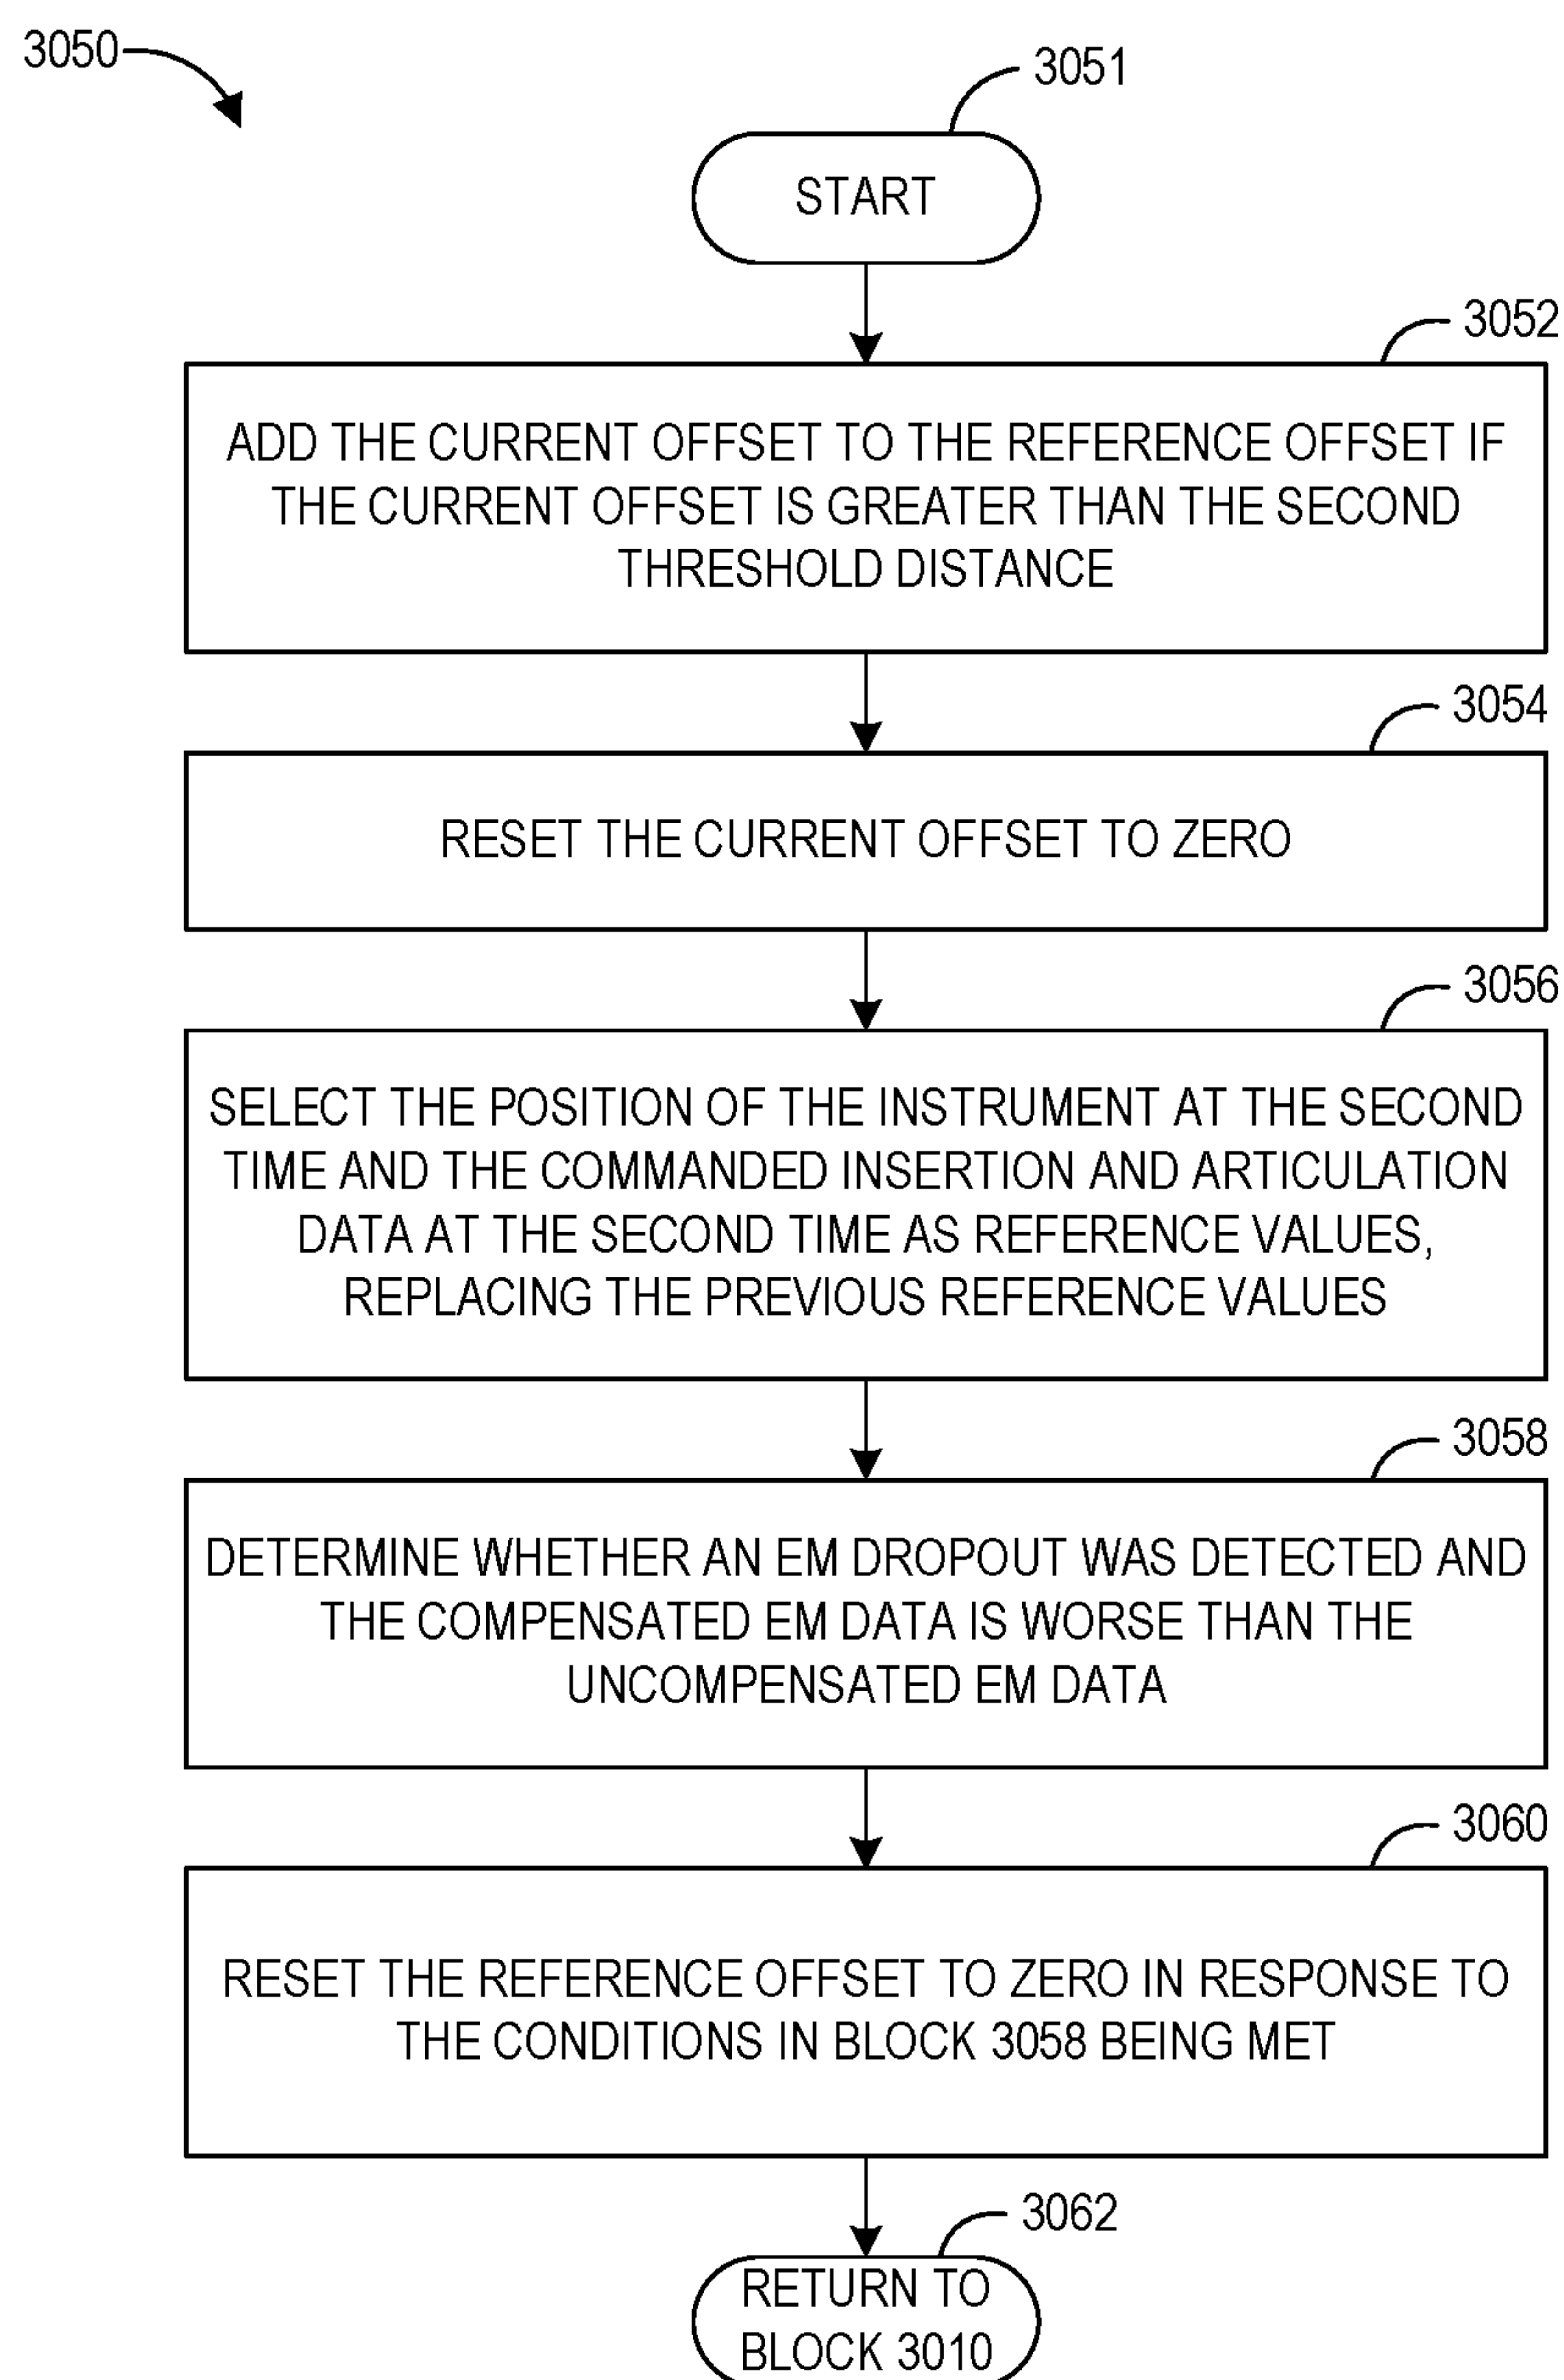 3050
3051
START
3052
ADD THE CURRENT OFFSET TO THE REFERENCE OFFSET IF
THE CURRENT OFFSET IS GREATER THAN THE SECOND
THRESHOLD DISTANCE
3054
RESET THE CURRENT OFFSET TO ZERO
3056
SELECT THE POSITION OF THE INSTRUMENT AT THE SECOND
TIME AND THE COMMANDED INSERTION AND ARTICULATION
DATA AT THE SECOND TIME AS REFERENCE VALUES,
REPLACING THE PREVIOUS REFERENCE VALUES
3058
DETERMINE WHETHER AN EM DROPOUT WAS DETECTED AND
THE COMPENSATED EM DATA IS WORSE THAN THE
UNCOMPENSATED EM DATA
3060
RESET THE REFERENCE OFFSET TO ZERO IN RESPONSE TO
THE CONDITIONS IN BLOCK 3058 BEING MET
3062
RETURN TO
BLOCK 3010